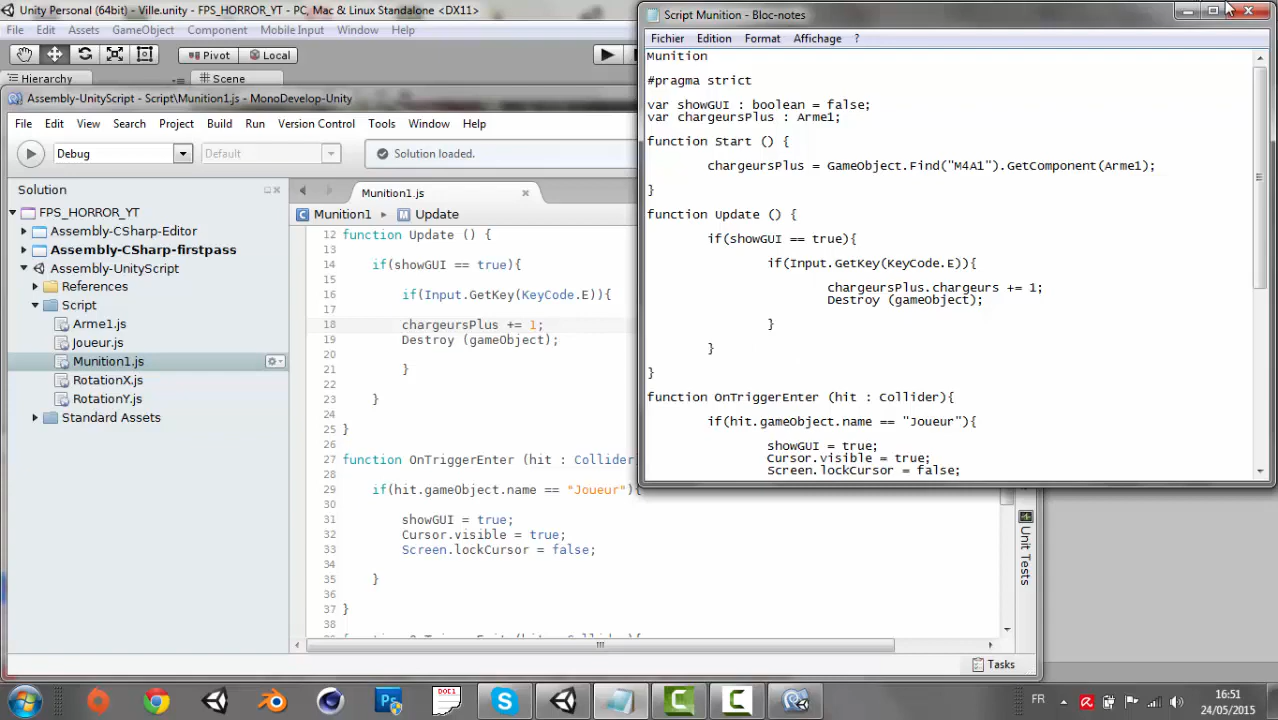 Unity Personal (64bit) - Ville.unity - FPS_HORROR_YT - PC, Mac & Linux Standalone <DX11>
File Edit Assets GameObject Component Mobile Input Window Help
Pivot Local
Hierarchy Scene
Assembly-UnityScript - Script\Munition1.js - MonoDevelop-Unity
File Edit View Search Project Build Run Version Control Tools Window Help
Debug Default Solution loaded.
Solution
FPS_HORROR_YT
Assembly-CSharp-Editor
Assembly-CSharp-firstpass
Assembly-UnityScript
References
Script
Arme1.js
Joueur.js
Munition1.js
RotationX.js
RotationY.js
Standard Assets
Munition1.js
Munition1 Update
12 function Update () {
13
14 if(showGUI == true){
15
16 if(Input.GetKey(KeyCode.E)){
17
18 chargeursPlus += 1;
19 Destroy (gameObject);
20
21 }
22
23 }
24
25 }
26
27 function OnTriggerEnter (hit : Collider)
28
29 if(hit.gameObject.name == "Joueur"){
30
31 showGUI = true;
32 Cursor.visible = true;
33 Screen.lockCursor = false;
34
35 }
36
37 }
38
Unit Tests
Tasks
Script Munition - Bloc-notes
Fichier Edition Format Affichage ?
Munition
#pragma strict
var showGUI : boolean = false;
var chargeursPlus : Arme1;
function Start () {
chargeursPlus = GameObject.Find("M4A1").GetComponent(Arme1);
}
function Update () {
if(showGUI == true){
if(Input.GetKey(KeyCode.E)){
chargeursPlus.chargeurs += 1;
Destroy (gameObject);
}
}
}
function OnTriggerEnter (hit : Collider){
if(hit.gameObject.name == "Joueur"){
showGUI = true;
Cursor.visible = true;
Screen.lockCursor = false;
FR
16:51
24/05/2015